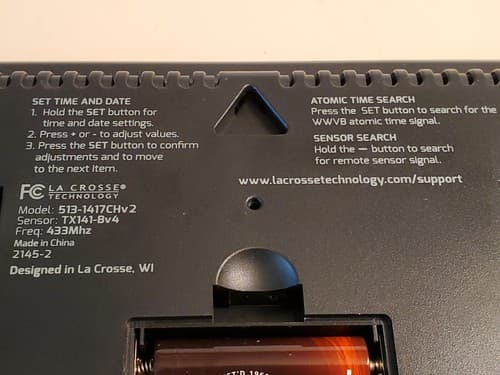 SET TIME AND DATE
1. Hold the SET button for
time and date settings.
2. Press + or - to adjust values.
3. Press the SET button to confirm
adjustments and to move
to the next item.
FC LA CROSSE®
TECHNOLOGY
Model: 513-1417CHv2
Sensor: TX141-Bv4
Freq: 433Mhz
Made in China
2145-2
Designed in La Crosse, WI
ATOMIC TIME SEARCH
Press the SET button to search for the
WWVB atomic time signal.
SENSOR SEARCH
Hold the — button to search
for remote sensor signal.
www.lacrossetechnology.com/support